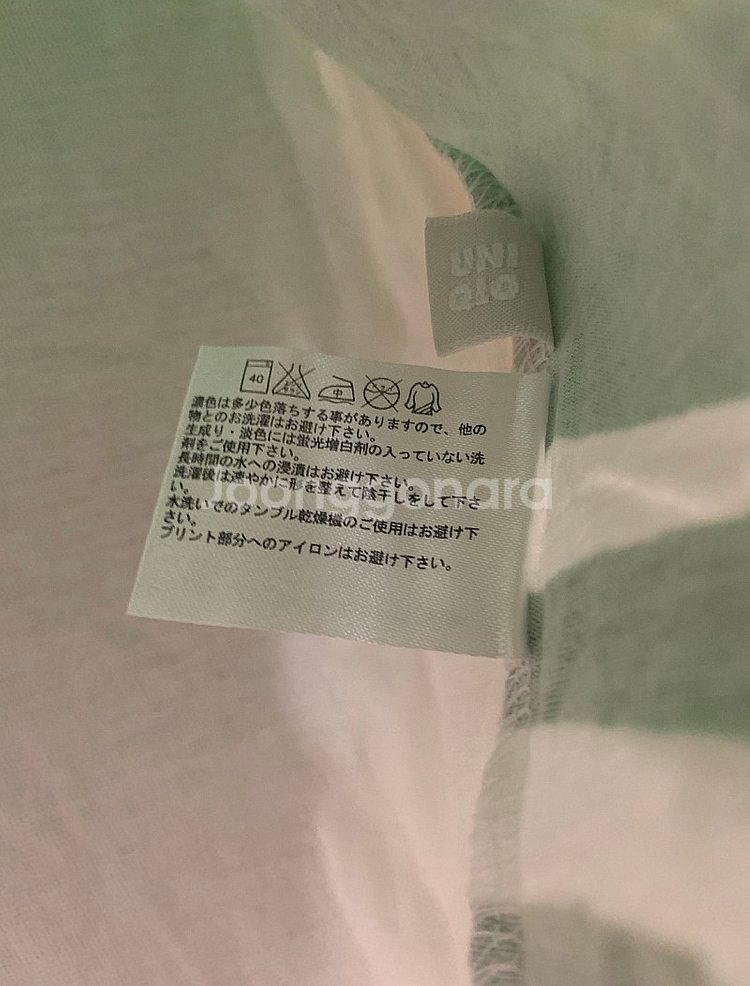 UNI
QLO
40
中
濃色は多少色落ちする事がありますので、他の
物とのお洗濯はお避け下さい。
生成り・淡色には蛍光増白剤の入っていない洗
剤をご使用下さい。
長時間の水への浸漬はお避け下さい。
洗濯後は速やかに形を整えて陰干しをして下さ
い。
水洗いでのタンブル乾燥機のご使用はお避け下
さい。
プリント部分へのアイロンはお避け下さい。
joonggonara